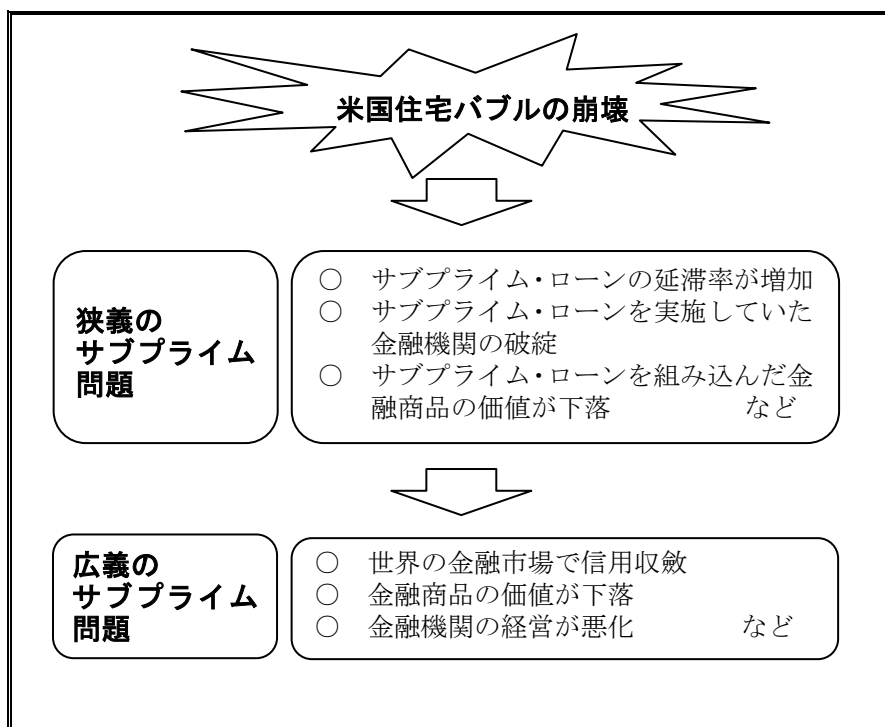 米国住宅バブルの崩壊
狭義の
サブプライム
問題
○ サブプライム・ローンの延滞率が増加
○ サブプライム・ローンを実施していた
金融機関の破綻
○ サブプライム・ローンを組み込んだ金
融商品の価値が下落 など
広義の
サブプライム
問題
○ 世界の金融市場で信用収斂
○ 金融商品の価値が下落
○ 金融機関の経営が悪化 など